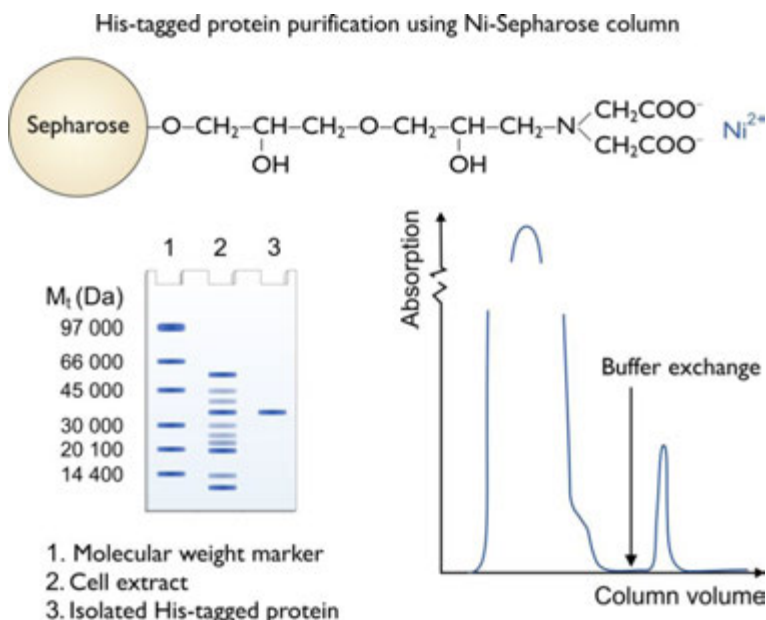 His-tagged protein purification using Ni-Sepharose column
Sepharose
O—CH₂—CH—CH₂—O—CH₂—CH—CH₂—N
CH₂COO⁻
CH₂COO⁻
Ni²⁺
OH
OH
1 2 3
Mₜ (Da)
97 000
66 000
45 000
30 000
20 100
14 400
1. Molecular weight marker
2. Cell extract
3. Isolated His-tagged protein
Absorption
Buffer exchange
Column volume